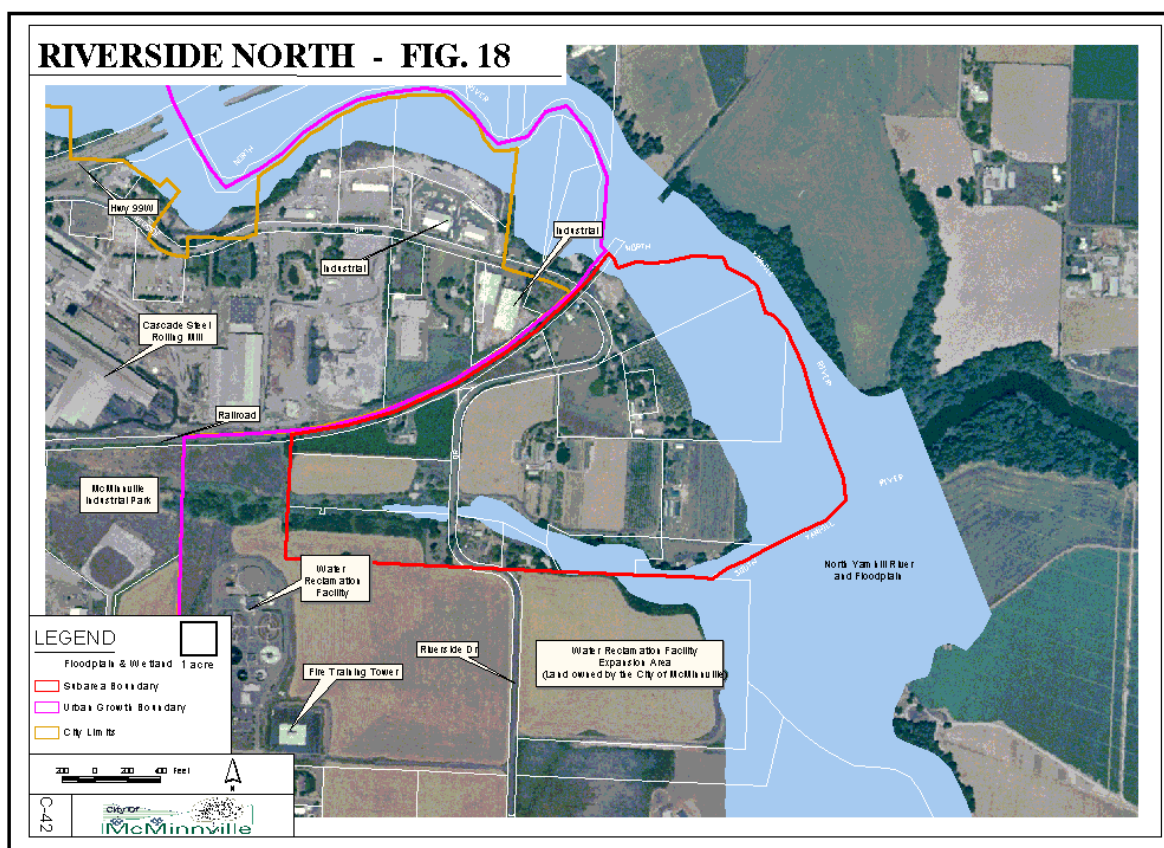 RIVERSIDE NORTH - FIG. 18
RIVER
NORTH
Hwy 99W
DR
Industrial
Industrial
NORTH
YAMHILL
RIVER
Cascade Steel
Rolling Mill
Railroad
DR
McMinnville
Industrial Park
RIVER
YAMHILL
SOUTH
North Yamhill River
and Floodplain
Water
Reclamation
Facility
Riverside Dr
Water Reclamation Facility
Expansion Area
(Land owned by the City of McMinnville)
Fire Training Tower
LEGEND
Floodplain & Wetland 1 acre
Subarea Boundary
Urban Growth Boundary
City Limits
200 0 200 400 Feet
N
C-42
City Of
McMinnville